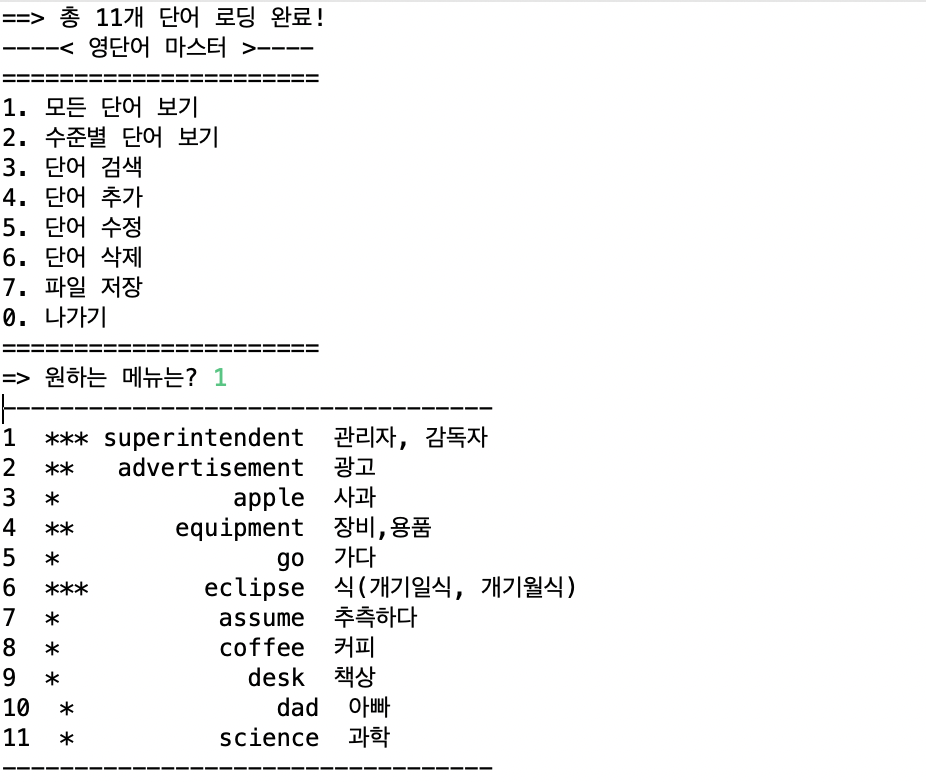 ==> 총 11개 단어 로딩 완료!
----< 영단어 마스터 >----
======================
1. 모든 단어 보기
2. 수준별 단어 보기
3. 단어 검색
4. 단어 추가
5. 단어 수정
6. 단어 삭제
7. 파일 저장
0. 나가기
======================
=> 원하는 메뉴는? 1
----------------------------------
1  *** superintendent  관리자, 감독자
2  **   advertisement  광고
3  *            apple  사과
4  **       equipment  장비,용품
5  *               go  가다
6  ***        eclipse  식(개기일식, 개기월식)
7  *           assume  추측하다
8  *           coffee  커피
9  *             desk  책상
10  *              dad  아빠
11  *          science  과학
----------------------------------